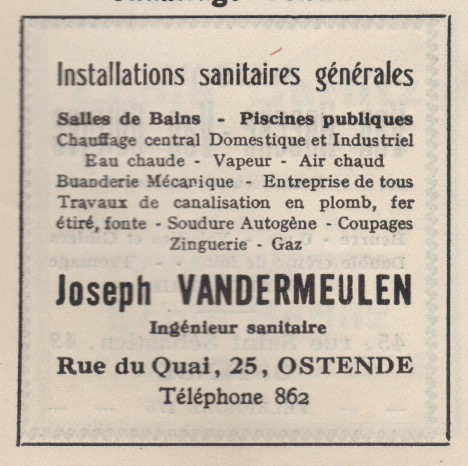 Installations sanitaires générales
Salles de Bains - Piscines publiques
Chauffage central Domestique et Industriel
Eau chaude - Vapeur - Air chaud
Buanderie Mécanique - Entreprise de tous
Travaux de canalisation en plomb, fer
étiré, fonte - Soudure Autogène - Coupages
Zinguerie - Gaz
Joseph VANDERMEULEN
Ingénieur sanitaire
Rue du Quai, 25, OSTENDE
Téléphone 862